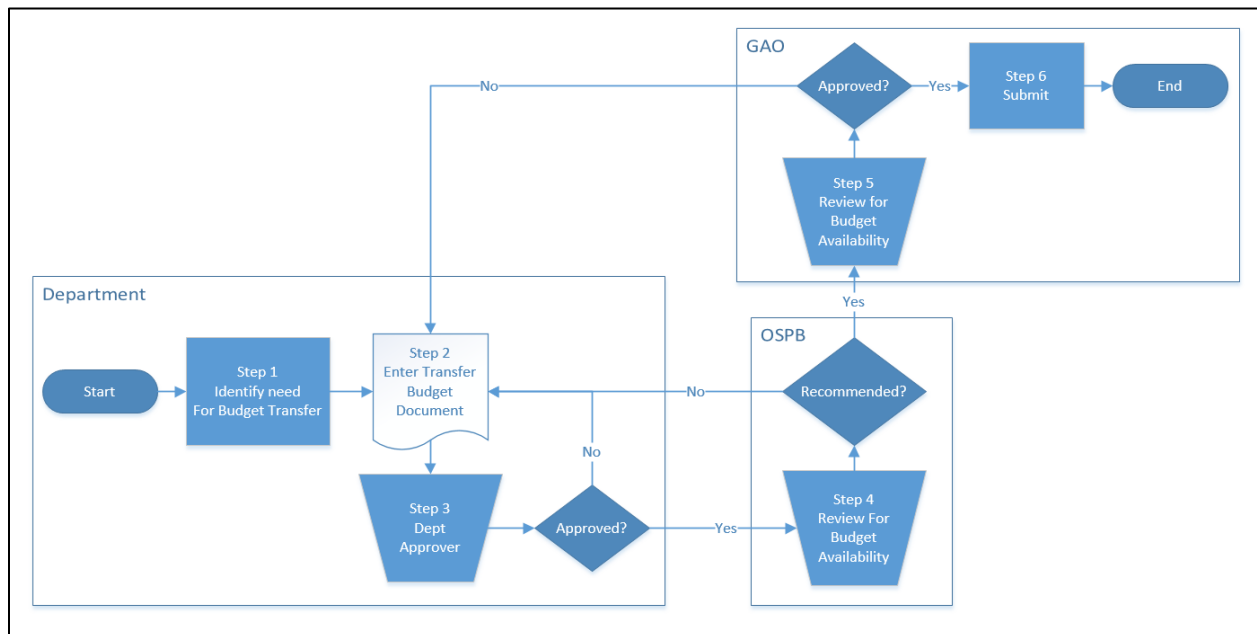 GAO
Approved?
Yes
Step 6
Submit
End
No
Step 5
Review for
Budget
Availability
Yes
Department
Start
Step 1
Identify need
For Budget Transfer
Step 2
Enter Transfer
Budget
Document
No
Step 3
Dept
Approver
Approved?
Yes
OSPB
Recommended?
No
Step 4
Review For
Budget
Availability